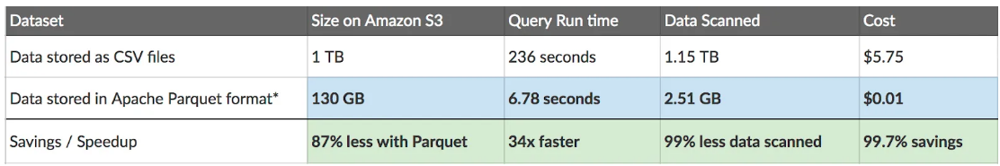 Dataset Size on Amazon S3 Query Run time Data Scanned Cost
Data stored as CSV files 1 TB 236 seconds 1.15 TB $5.75
Data stored in Apache Parquet format* 130 GB 6.78 seconds 2.51 GB $0.01
Savings / Speedup 87% less with Parquet 34x faster 99% less data scanned 99.7% savings